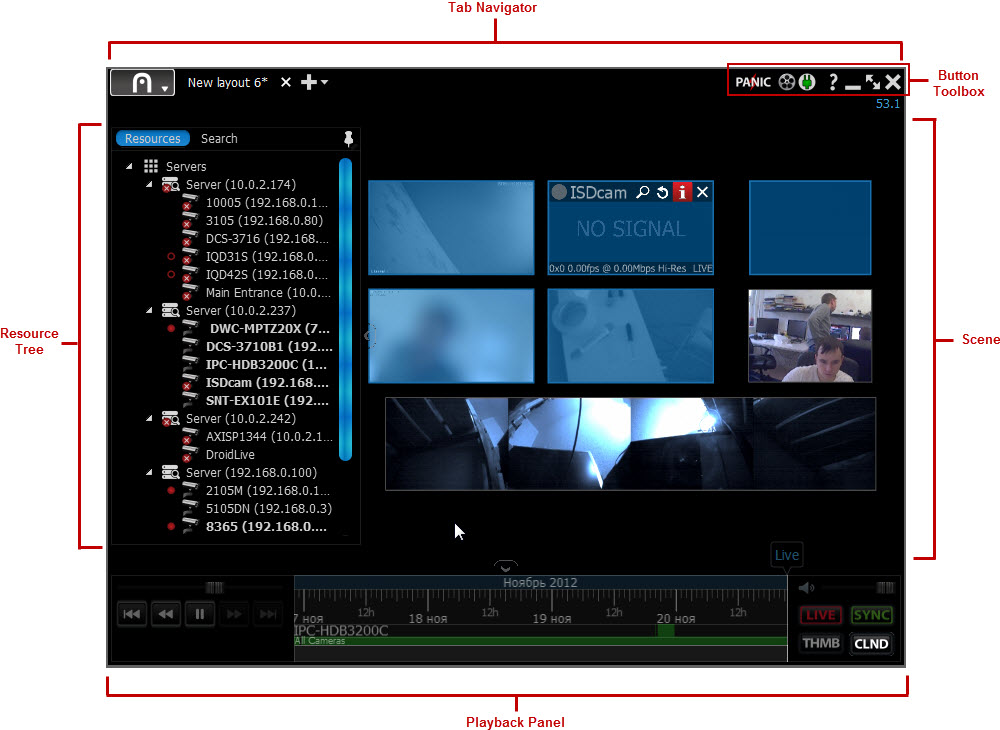 Tab Navigator
New layout 6*
PANIC
?
Button
Toolbox
53.1
Resources
Search
Servers
Server (10.0.2.174)
10005 (192.168.0.1...
3105 (192.168.0.80)
DCS-3716 (192.168....
IQD31S (192.168.0....
IQD42S (192.168.0....
Main Entrance (10.0....
Server (10.0.2.237)
DWC-MPTZ20X (7...
DCS-3710B1 (192....
IPC-HDB3200C (1...
ISDcam (192.168....
SNT-EX101E (192....
Server (10.0.2.242)
AXISP1344 (10.0.2.1...
DroidLive
Server (192.168.0.100)
2105M (192.168.0.1...
5105DN (192.168.0.3)
8365 (192.168.0....
Resource
Tree
ISDcam
i
NO SIGNAL
0x0 0.00fps @ 0.00Mbps Hi-Res LIVE
Scene
Live
Ноябрь 2012
7 ноя 12h 18 ноя 12h 19 ноя 12h 20 ноя 12h
IPC-HDB3200C
All Cameras
LIVE
SYNC
THMB
CLND
Playback Panel